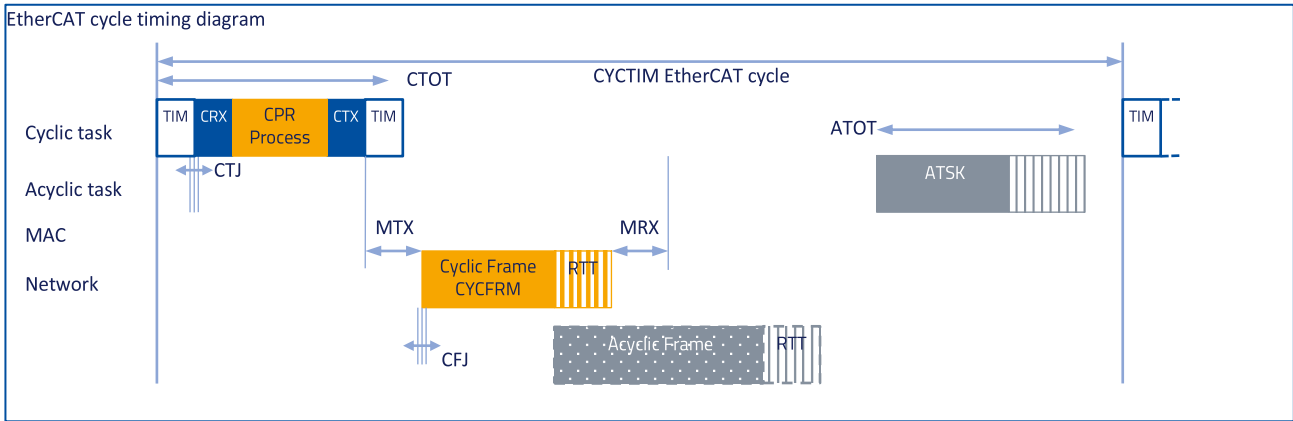 EtherCAT cycle timing diagram
CTOT
CYCTIM EtherCAT cycle
Cyclic task
TIM
CRX
CPR
Process
CTX
TIM
ATOT
TIM
CTJ
Acyclic task
ATSK
MAC
MTX
MRX
Network
Cyclic Frame
CYCFRM
RTT
CFJ
Acyclic Frame
RTT